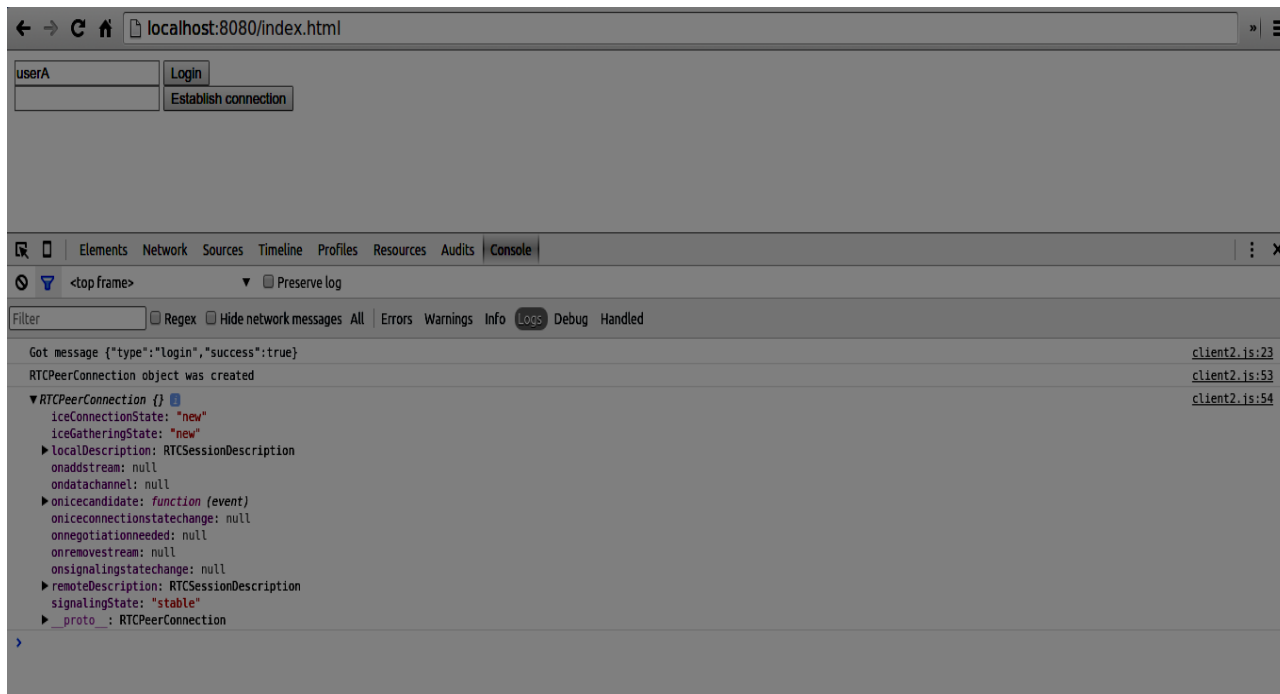 localhost:8080/index.html »
userA Login
Establish connection
Elements Network Sources Timeline Profiles Resources Audits Console
<top frame> ▼ Preserve log
Filter Regex Hide network messages All Errors Warnings Info Logs Debug Handled
Got message {"type":"login","success":true} client2.js:23
RTCPeerConnection object was created client2.js:53
▼RTCPeerConnection {} i client2.js:54
iceConnectionState: "new"
iceGatheringState: "new"
▶localDescription: RTCSessionDescription
onaddstream: null
ondatachannel: null
▶onicecandidate: function (event)
oniceconnectionstatechange: null
onnegotiationneeded: null
onremovestream: null
onsignalingstatechange: null
▶remoteDescription: RTCSessionDescription
signalingState: "stable"
▶__proto__: RTCPeerConnection
>